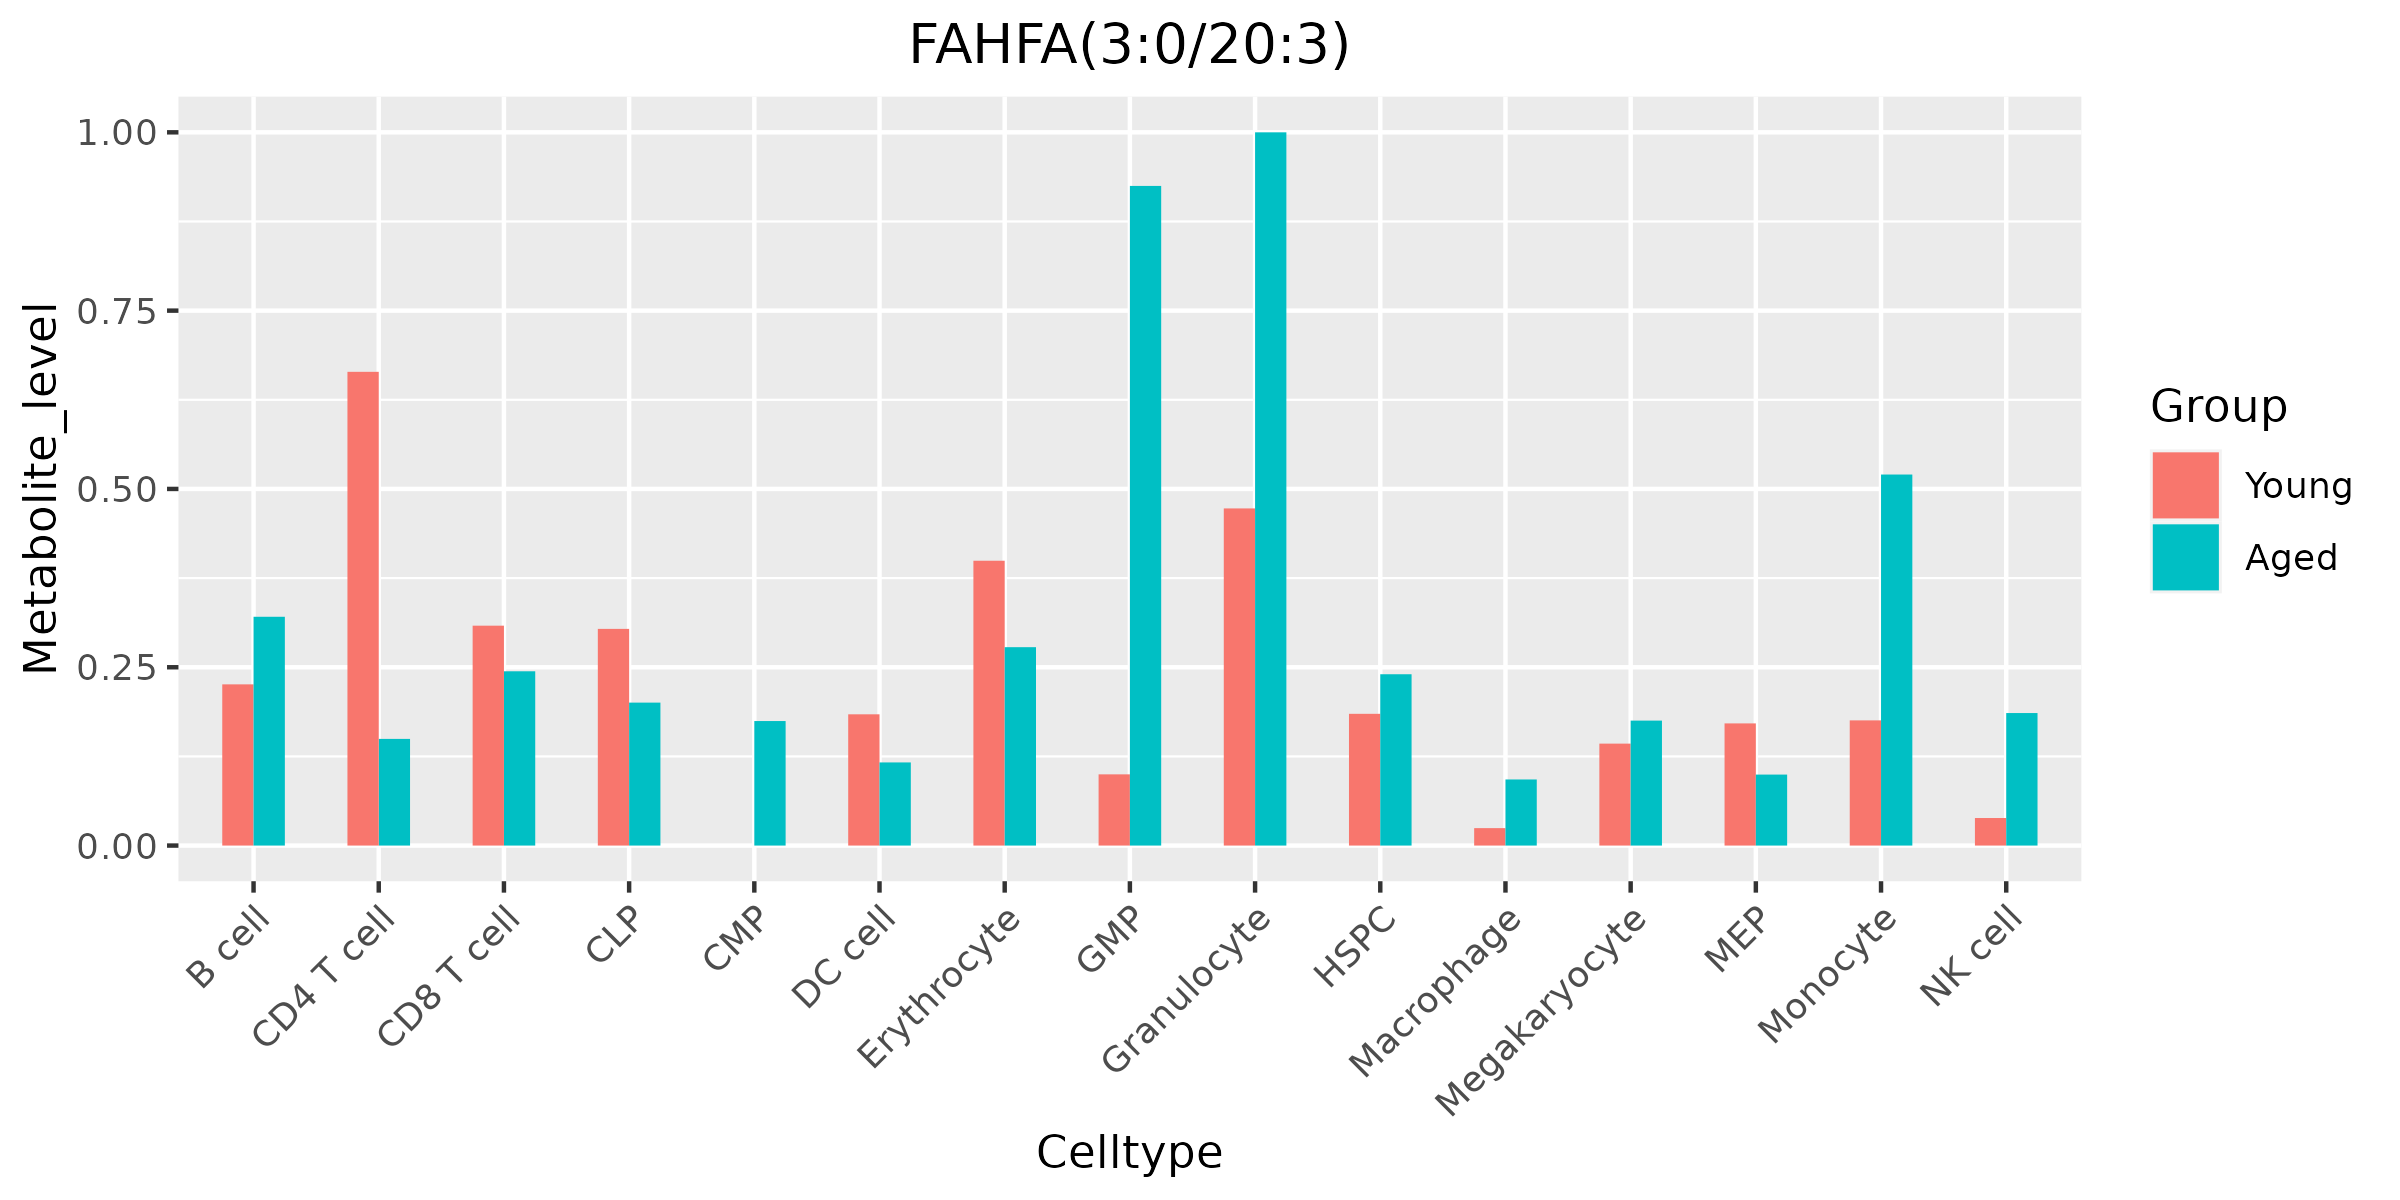 FAHFA(3:0/20:3)
Metabolite_level
1.00
0.75
0.50
0.25
0.00
B cell
CD4 T cell
CD8 T cell
CLP
CMP
DC cell
Erythrocyte
GMP
Granulocyte
HSPC
Macrophage
Megakaryocyte
MEP
Monocyte
NK cell
Celltype
Group
Young
Aged